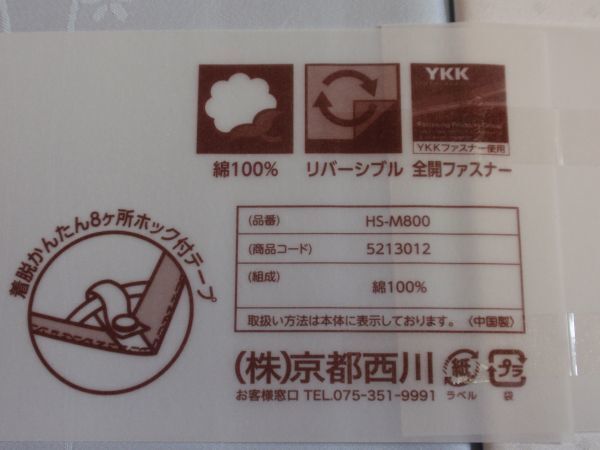 YKK
YKKファスナー使用
綿100%
リバーシブル
全開ファスナー
着脱かんたん8ヶ所ホック付テープ
(品番) HS-M800
(商品コード) 5213012
(組成) 綿100%
取扱い方法は本体に表示しております。〈中国製〉
(株)京都西川
お客様窓口 TEL.075-351-9991
紙
ラベル
プラ
袋